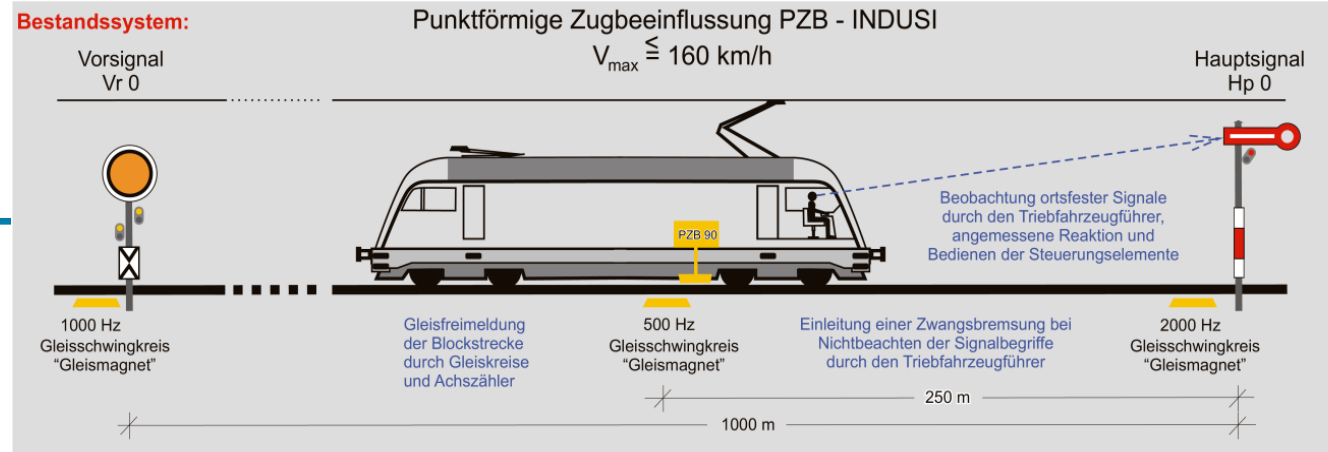 Bestandssystem:
Punktförmige Zugbeeinflussung PZB - INDUSI
Vmax ≦ 160 km/h
Vorsignal
Vr 0
Hauptsignal
Hp 0
Beobachtung ortsfester Signale
durch den Triebfahrzeugführer,
angemessene Reaktion und
Bedienen der Steuerungselemente
PZB 90
1000 Hz
Gleisschwingkreis
“Gleismagnet”
Gleisfreimeldung
der Blockstrecke
durch Gleiskreise
und Achszähler
500 Hz
Gleisschwingkreis
“Gleismagnet”
Einleitung einer Zwangsbremsung bei
Nichtbeachten der Signalbegriffe
durch den Triebfahrzeugführer
2000 Hz
Gleisschwingkreis
“Gleismagnet”
250 m
1000 m